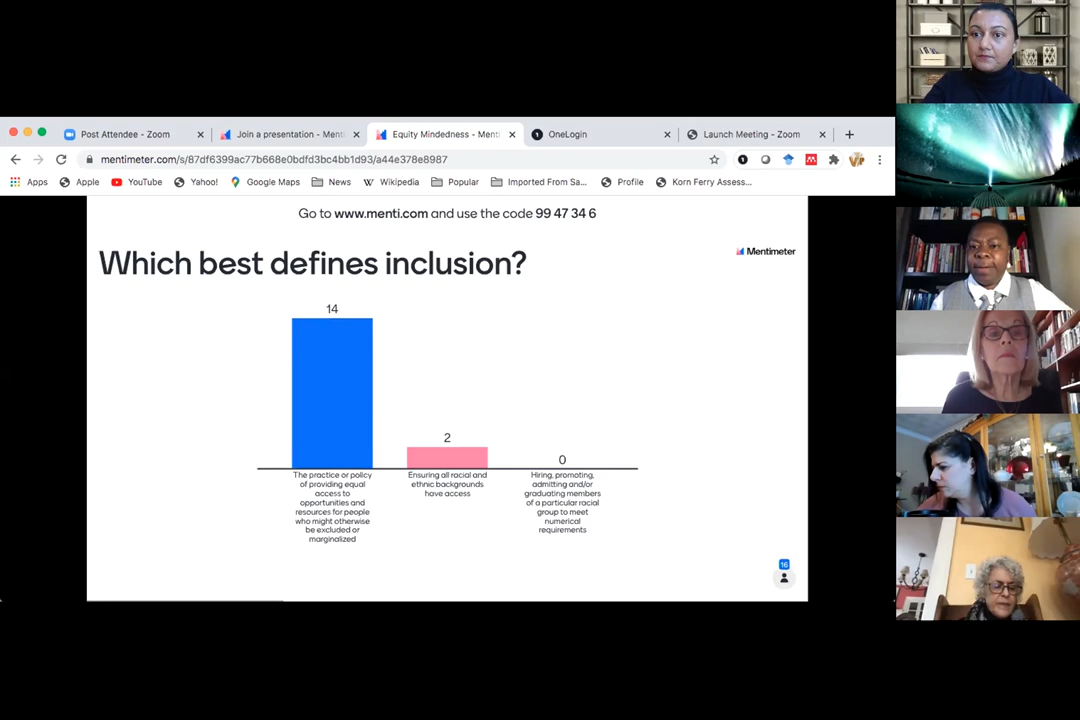 Post Attendee - Zoom
Join a presentation - Menti
Equity Mindedness - Menti
OneLogin
Launch Meeting - Zoom
mentimeter.com/s/87df6399ac77b668e0bdfd3bc4bb1d93/a44e378e8987
Apps
Apple
YouTube
Yahoo!
Google Maps
News
Wikipedia
Popular
Imported From Sa...
Profile
Korn Ferry Assess...
Go to www.menti.com and use the code 99 47 34 6
Which best defines inclusion?
Mentimeter
14
2
0
The practice or policy
of providing equal
access to
opportunities and
resources for people
who might otherwise
be excluded or
marginalized
Ensuring all racial and
ethnic backgrounds
have access
Hiring, promoting,
admitting and/or
graduating members
of a particular racial
group to meet
numerical
requirements
16